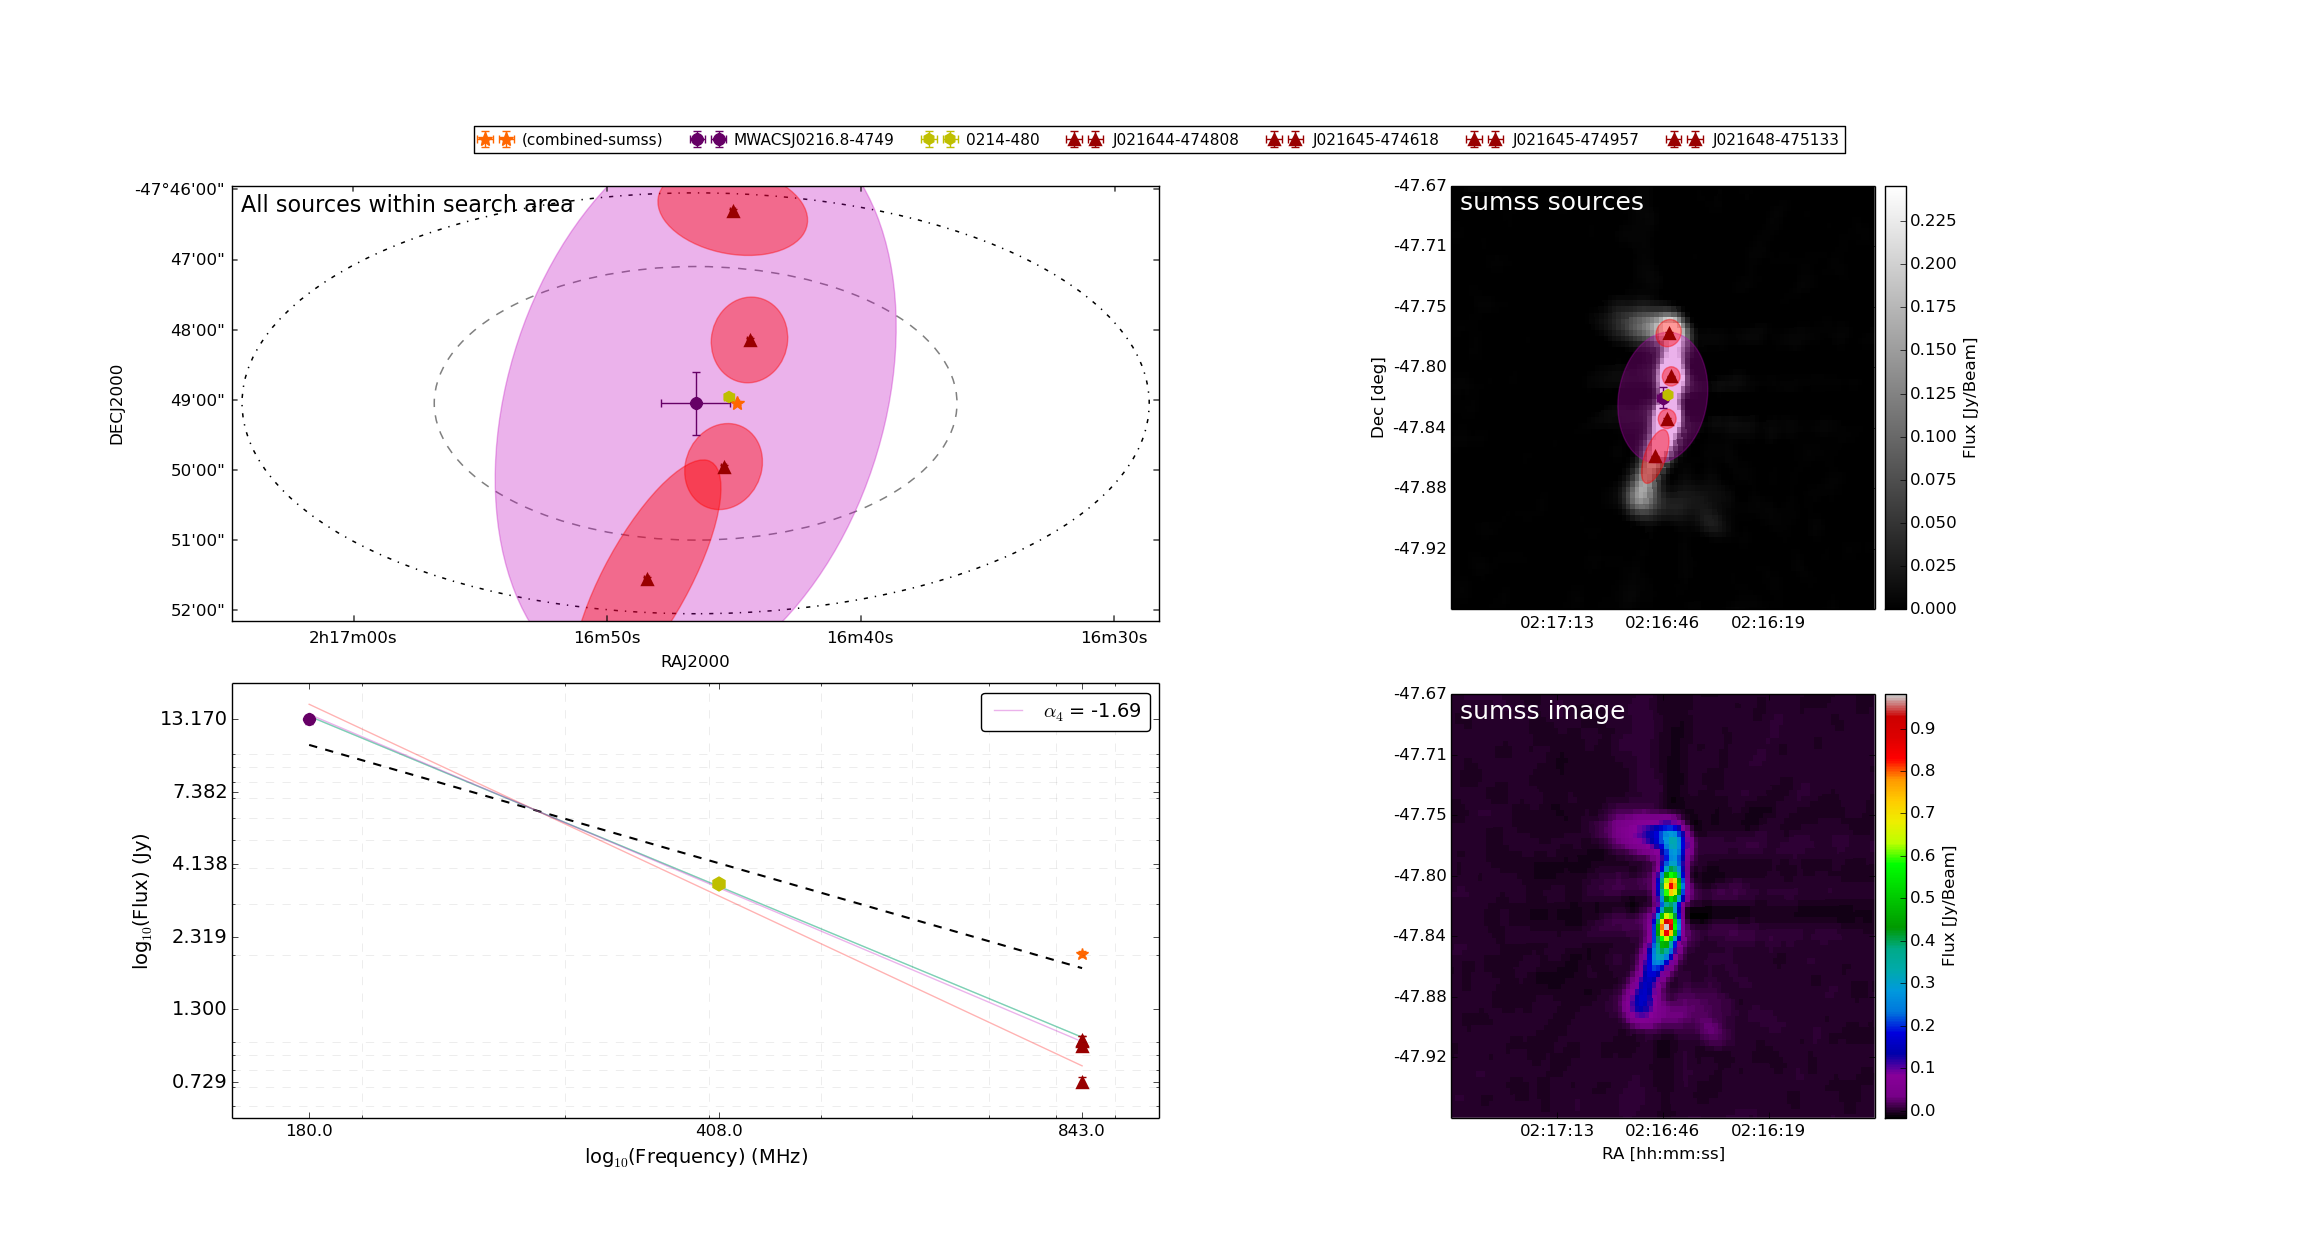 (combined-sumss) MWACSJ0216.8-4749 0214-480 J021644-474808 J021645-474618 J021645-474957 J021648-475133
All sources within search area
-47°46'00"
47'00"
48'00"
49'00"
50'00"
51'00"
52'00"
DECJ2000
2h17m00s 16m50s 16m40s 16m30s
RAJ2000
sumss sources
-47.67
-47.71
-47.75
-47.80
-47.84
-47.88
-47.92
Dec [deg]
02:17:13 02:16:46 02:16:19
0.225
0.200
0.175
0.150
0.125
0.100
0.075
0.050
0.025
0.000
Flux [Jy/Beam]
α₄ = -1.69
13.170
7.382
4.138
2.319
1.300
0.729
log₁₀(Flux) (Jy)
180.0 408.0 843.0
log₁₀(Frequency) (MHz)
sumss image
-47.67
-47.71
-47.75
-47.80
-47.84
-47.88
-47.92
02:17:13 02:16:46 02:16:19
RA [hh:mm:ss]
0.9
0.8
0.7
0.6
0.5
0.4
0.3
0.2
0.1
0.0
Flux [Jy/Beam]